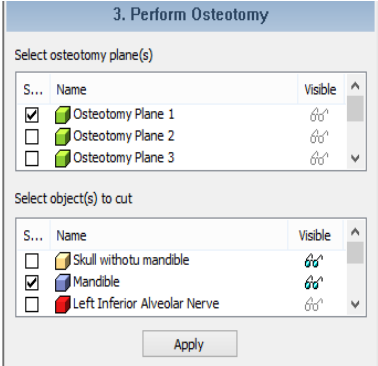 3. Perform Osteotomy
Select osteotomy plane(s)
S... Name Visible
Osteotomy Plane 1
Osteotomy Plane 2
Osteotomy Plane 3
Select object(s) to cut
S... Name Visible
Skull withotu mandible
Mandible
Left Inferior Alveolar Nerve
Apply